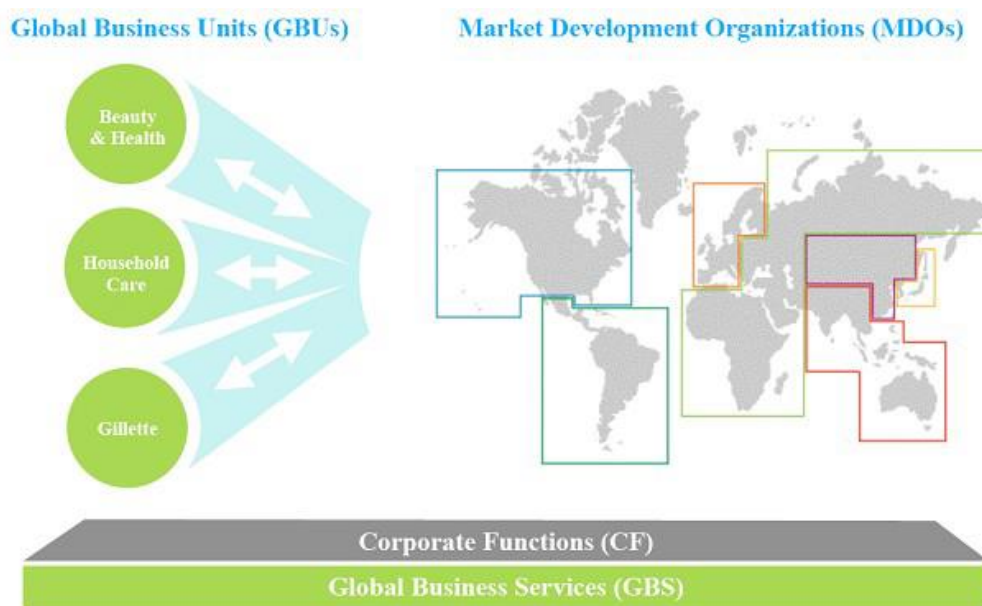 Global Business Units (GBUs)
Market Development Organizations (MDOs)
Beauty
& Health
Household
Care
Gillette
Corporate Functions (CF)
Global Business Services (GBS)